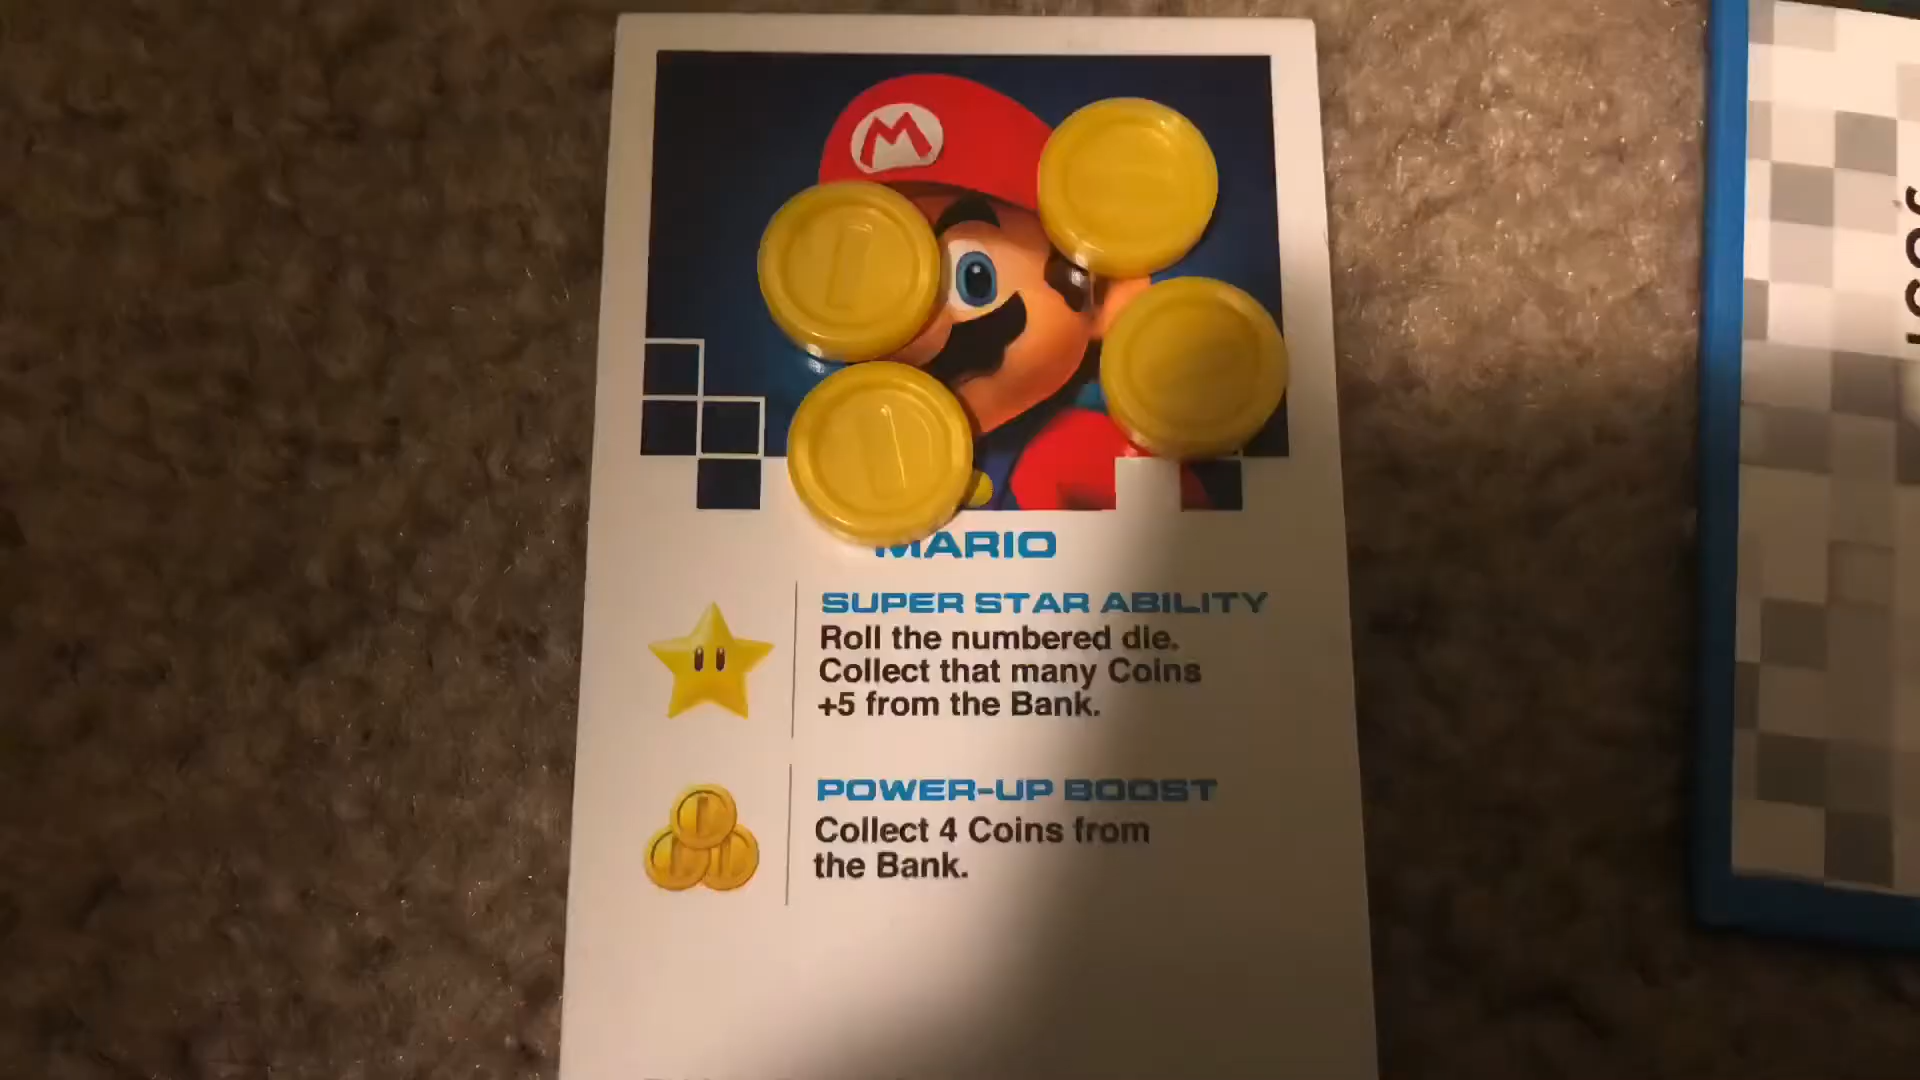 M
MARIO
SUPER STAR ABILITY
Roll the numbered die.
Collect that many Coins
+5 from the Bank.
POWER-UP BOOST
Collect 4 Coins from
the Bank.